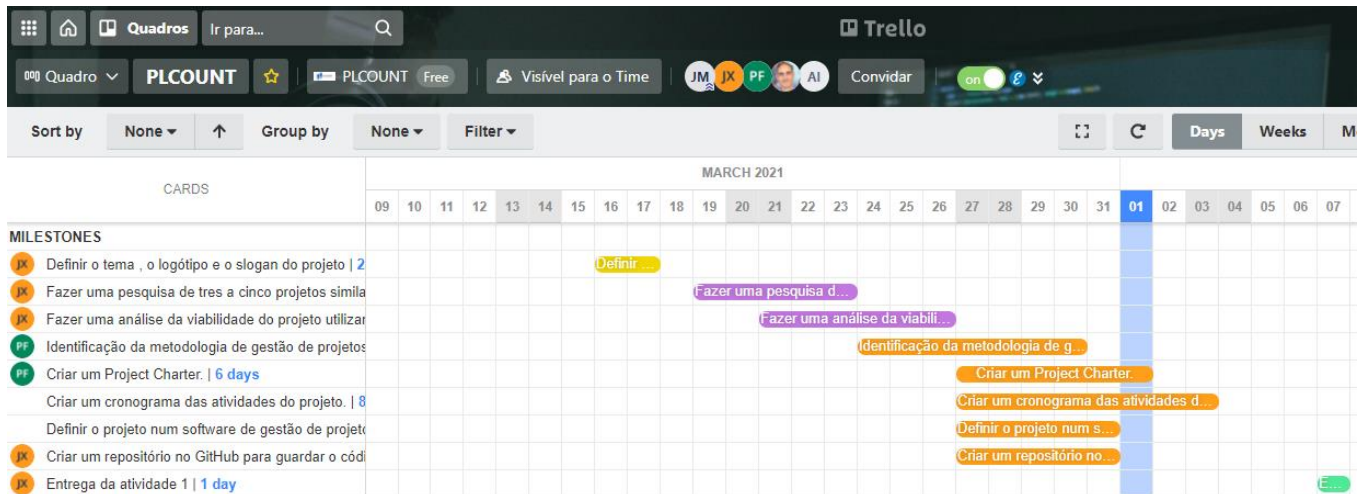 Quadros Ir para... Trello
Quadro PLCOUNT PLCOUNT Free Visível para o Time JM JX PF AI Convidar on
Sort by None Group by None Filter Days Weeks M
CARDS MARCH 2021
09 10 11 12 13 14 15 16 17 18 19 20 21 22 23 24 25 26 27 28 29 30 31 01 02 03 04 05 06 07
MILESTONES
JX Definir o tema , o logótipo e o slogan do projeto | 2 Definir ...
JX Fazer uma pesquisa de tres a cinco projetos simila Fazer uma pesquisa d...
JX Fazer uma análise da viabilidade do projeto utilizar Fazer uma análise da viabili...
PF Identificação da metodologia de gestão de projetos Identificação da metodologia de g...
PF Criar um Project Charter. | 6 days Criar um Project Charter.
Criar um cronograma das atividades do projeto. | 8 Criar um cronograma das atividades d...
Definir o projeto num software de gestão de projeto Definir o projeto num s...
JX Criar um repositório no GitHub para guardar o códi Criar um repositório no...
JX Entrega da atividade 1 | 1 day E...